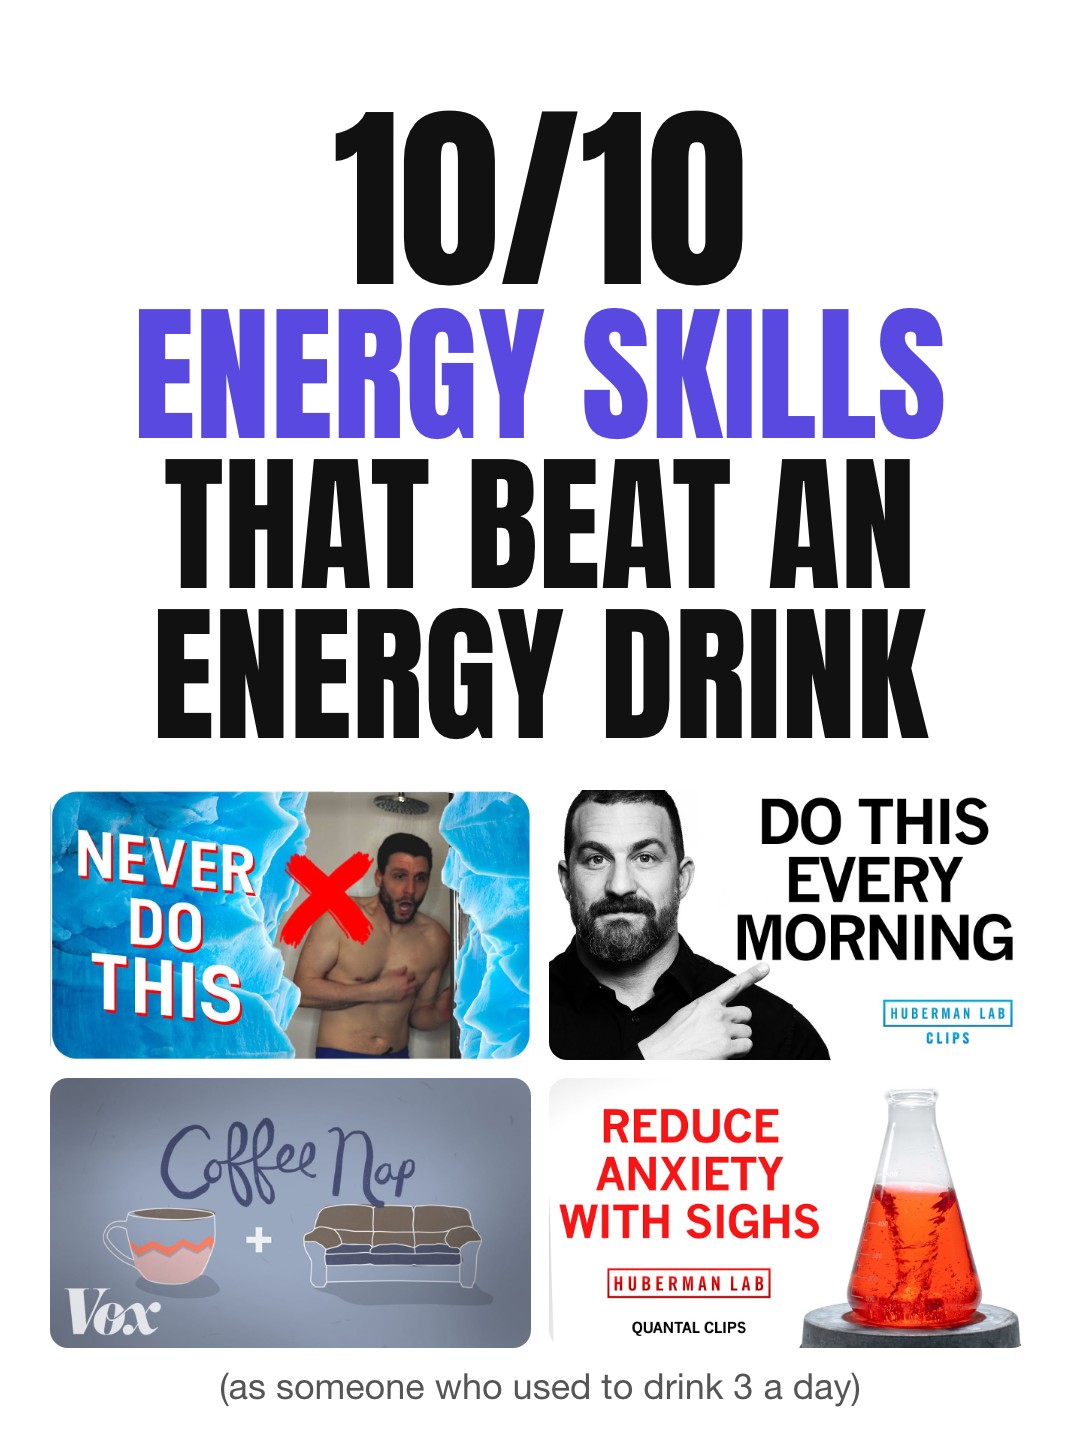 10/10
ENERGY SKILLS
THAT BEAT AN
ENERGY DRINK
NEVER
DO
THIS
DO THIS
EVERY
MORNING
HUBERMAN LAB
CLIPS
Coffee Nap
+
Vox
REDUCE
ANXIETY
WITH SIGHS
HUBERMAN LAB
QUANTAL CLIPS
(as someone who used to drink 3 a day)